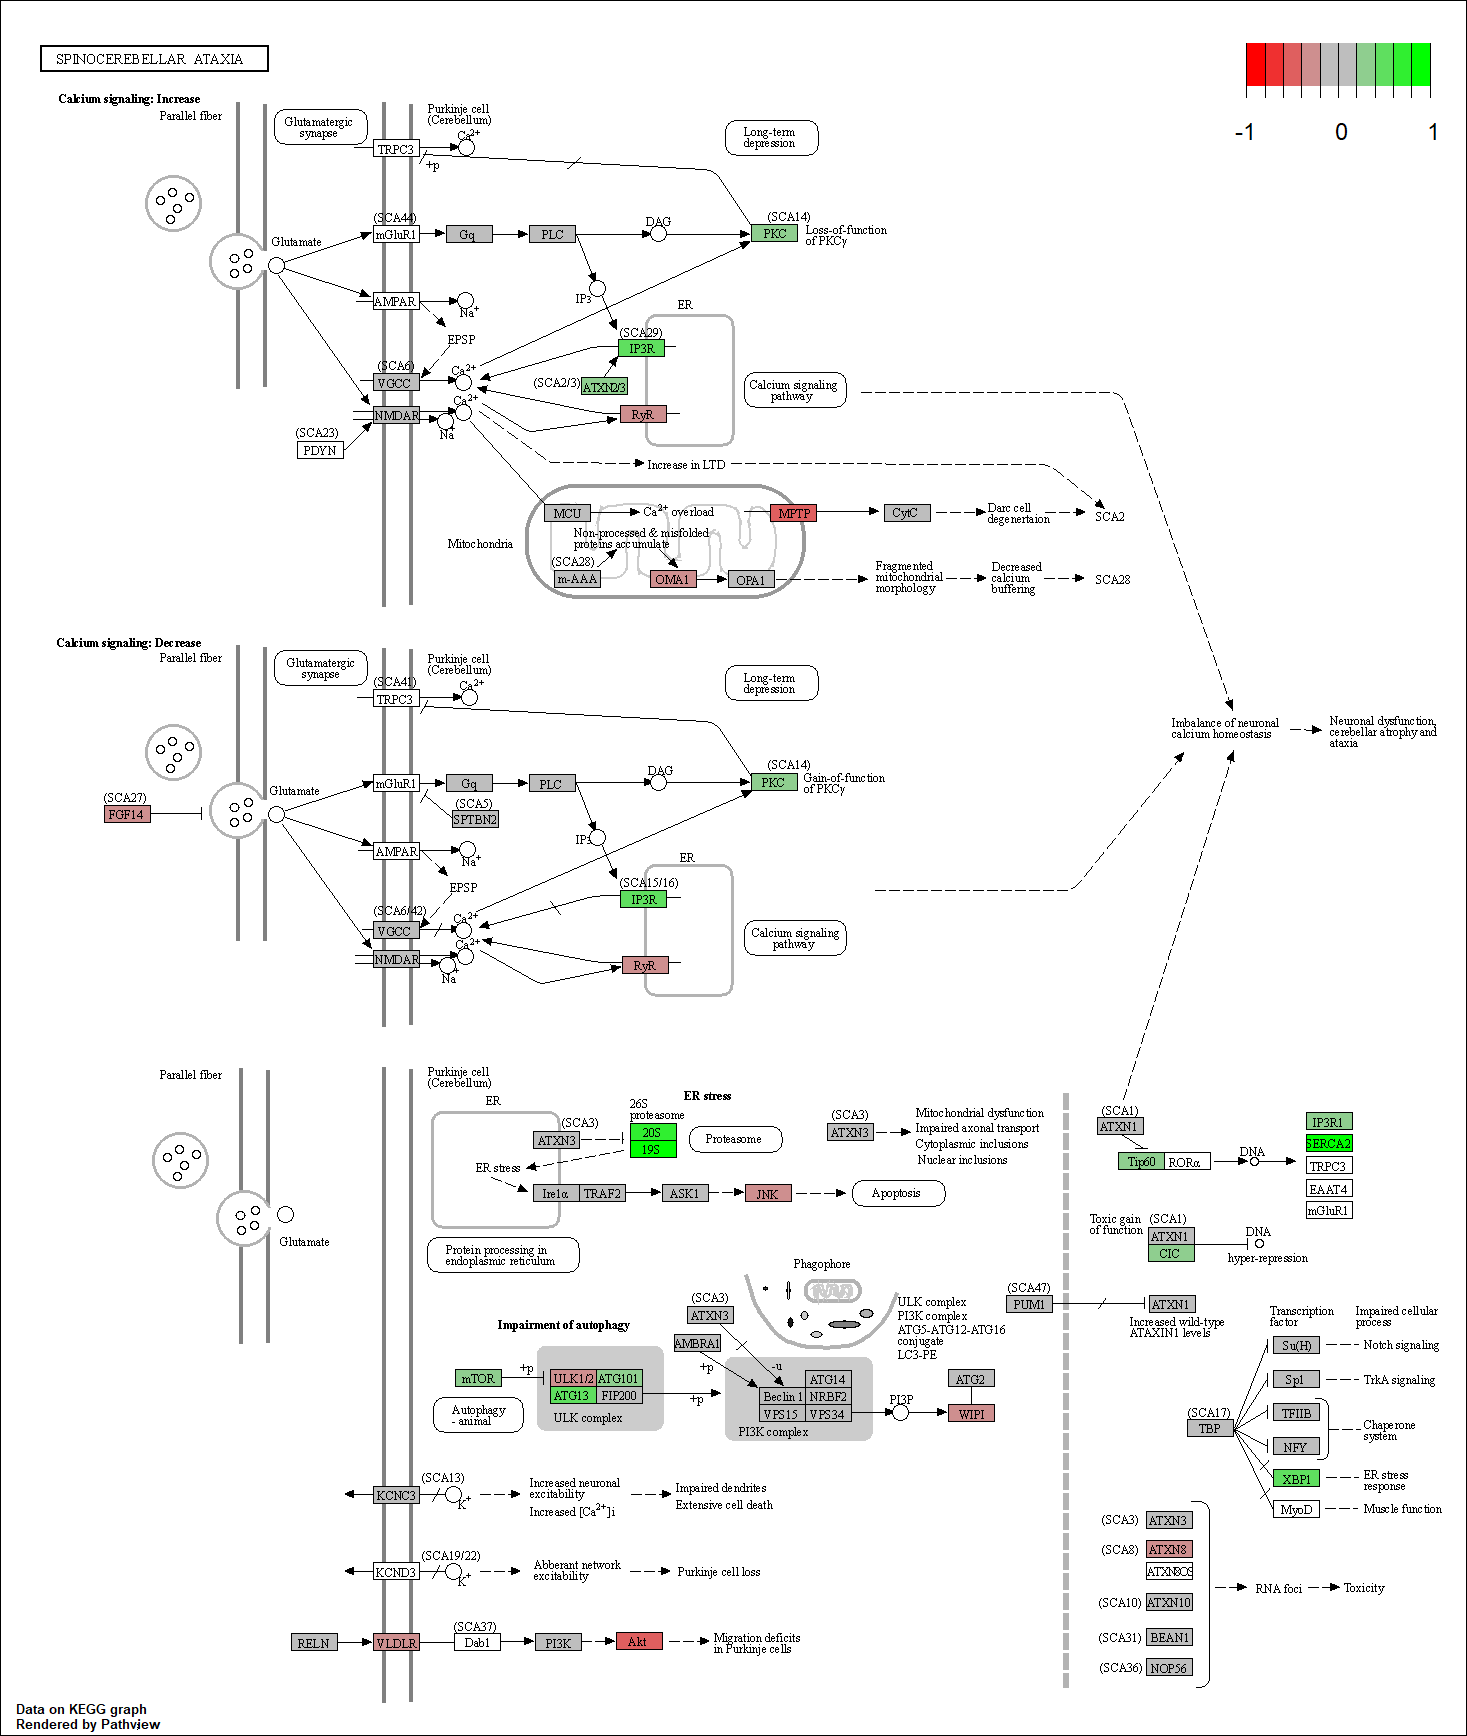 SPINOCEREBELLAR ATAXIA
-1 0 1
Calcium signaling: Increase
Parallel fiber
Glutamatergic
synapse
Purkinje cell
(Cerebellum)
Ca2+
TRPC3
+p
Long-term
depression
(SCA44)
mGluR1
Gq
PLC
DAG
(SCA14)
PKC
Loss-of-function
of PKCγ
Glutamate
IP3
AMPAR
Na+
EPSP
ER
(SCA29)
IP3R
(SCA6)
VGCC
Ca2+
(SCA2/3)
ATXN2/3
Calcium signaling
pathway
NMDAR
Ca2+
Na+
RyR
(SCA23)
PDYN
Increase in LTD
MCU
Ca2+ overload
MPTP
CytC
Darc cell
degenertaion
SCA2
Non-processed & misfolded
proteins accumulate
Mitochondria
(SCA28)
m-AAA
OMA1
OPA1
Fragmented
mitochondrial
morphology
Decreased
calcium
buffering
SCA28
Calcium signaling: Decrease
Parallel fiber
Glutamatergic
synapse
Purkinje cell
(Cerebellum)
(SCA41)
TRPC3
Ca2+
Long-term
depression
Imbalance of neuronal
calcium homeostasis
Neuronal dysfunction,
cerebellar atrophy and
ataxia
mGluR1
Gq
PLC
DAG
(SCA14)
PKC
Gain-of-function
of PKCγ
(SCA27)
FGF14
Glutamate
(SCA5)
SPTBN2
IP3
AMPAR
Na+
EPSP
ER
(SCA15/16)
IP3R
(SCA6/42)
VGCC
Ca2+
Calcium signaling
pathway
NMDAR
Ca2+
Na+
RyR
Parallel fiber
Glutamate
Purkinje cell
(Cerebellum)
ER
ER stress
26S
proteasome
(SCA3)
ATXN3
20S
19S
Proteasome
(SCA3)
ATXN3
Mitochondrial dysfunction
Impaired axonal transport
Cytoplasmic inclusions
Nuclear inclusions
ER stress
Ire1α
TRAF2
ASK1
JNK
Apoptosis
Protein processing in
endoplasmic reticulum
(SCA1)
ATXN1
Tip60
RORα
DNA
IP3R1
SERCA2
TRPC3
EAAT4
mGluR1
Toxic gain
of function
(SCA1)
ATXN1
CIC
DNA
hyper-repression
Phagophore
ULK complex
PI3K complex
ATG5-ATG12-ATG16
conjugate
LC3-PE
(SCA47)
PUM1
ATXN1
Increased wild-type
ATAXIN1 levels
Impairment of autophagy
(SCA3)
ATXN3
AMBRA1
+p
-u
mTOR
+p
ULK1/2
ATG101
ATG13
FIP200
ULK complex
+p
ATG14
Beclin 1
NRBF2
VPS15
VPS34
PI3K complex
PI3P
ATG2
WIPI
Autophagy
- animal
Transcription
factor
Impaired cellular
process
Su(H)
Notch signaling
Sp1
TrkA signaling
(SCA17)
TBP
TFIIB
NFY
Chaperone
system
XBP1
ER stress
response
MyoD
Muscle function
(SCA13)
KCNC3
K+
Increased neuronal
excitability
Increased [Ca2+]i
Impaired dendrites
Extensive cell death
(SCA19/22)
KCND3
K+
Abberant network
excitability
Purkinje cell loss
RELN
VLDLR
(SCA37)
Dab1
PI3K
Akt
Migration deficits
in Purkinje cells
(SCA3)
ATXN3
(SCA8)
ATXN8
ATXN8OS
(SCA10)
ATXN10
(SCA31)
BEAN1
(SCA36)
NOP56
RNA foci
Toxicity
Data on KEGG graph
Rendered by Pathview